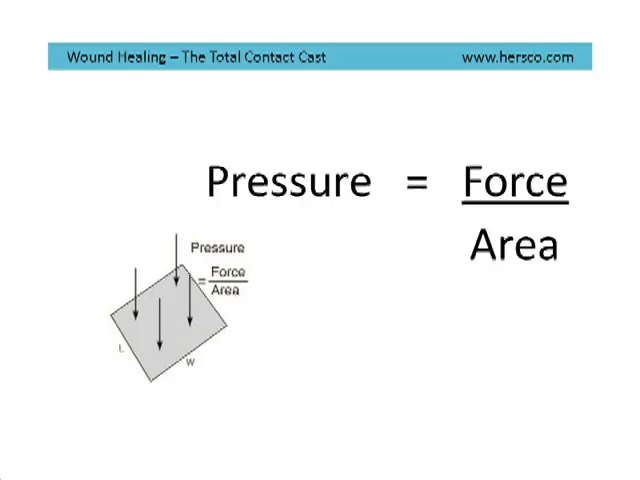 Wound Healing – The Total Contact Cast www.hersco.com
Pressure = Force
Area
Pressure
= Force
Area
L
W